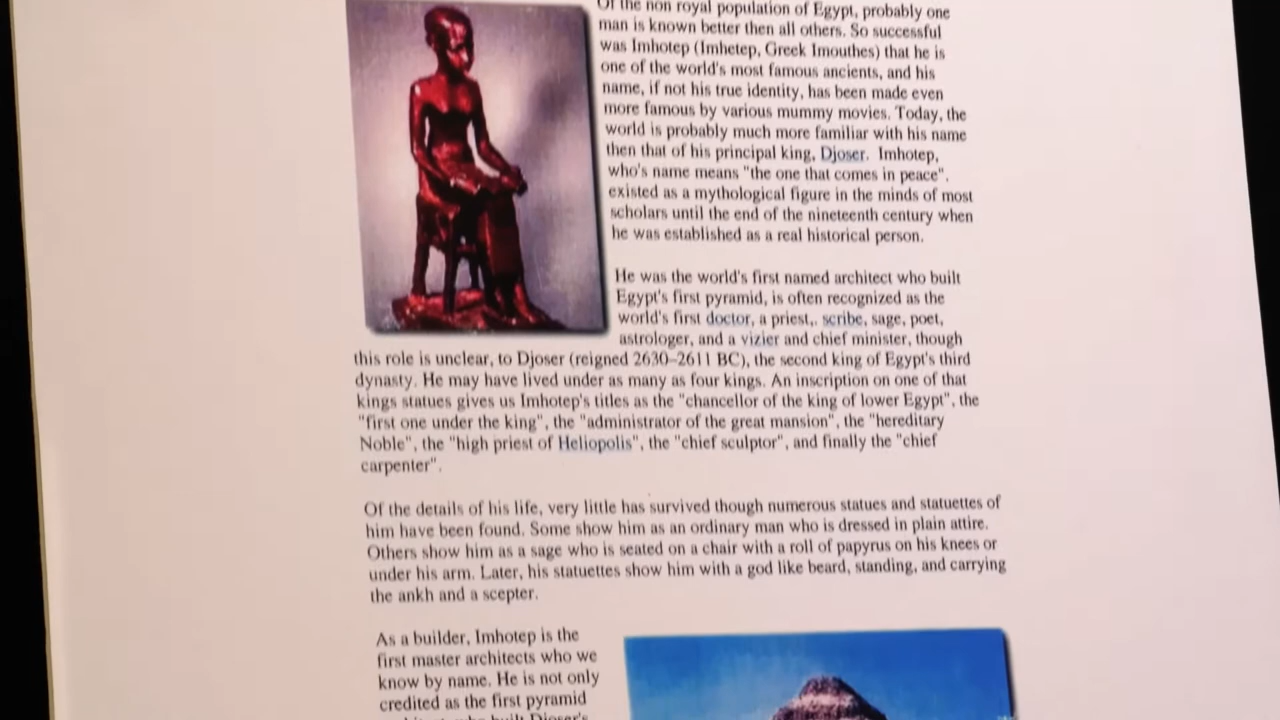 Of the non royal population of Egypt, probably one
man is known better then all others. So successful
was Imhotep (Imhetep, Greek Imouthes) that he is
one of the world's most famous ancients, and his
name, if not his true identity, has been made even
more famous by various mummy movies. Today, the
world is probably much more familiar with his name
then that of his principal king, Djoser. Imhotep,
who's name means "the one that comes in peace".
existed as a mythological figure in the minds of most
scholars until the end of the nineteenth century when
he was established as a real historical person.
He was the world's first named architect who built
Egypt's first pyramid, is often recognized as the
world's first doctor, a priest,. scribe, sage, poet,
astrologer, and a vizier and chief minister, though
this role is unclear, to Djoser (reigned 2630–2611 BC), the second king of Egypt's third
dynasty. He may have lived under as many as four kings. An inscription on one of that
kings statues gives us Imhotep's titles as the "chancellor of the king of lower Egypt", the
"first one under the king", the "administrator of the great mansion", the "hereditary
Noble", the "high priest of Heliopolis", the "chief sculptor", and finally the "chief
carpenter".
Of the details of his life, very little has survived though numerous statues and statuettes of
him have been found. Some show him as an ordinary man who is dressed in plain attire.
Others show him as a sage who is seated on a chair with a roll of papyrus on his knees or
under his arm. Later, his statuettes show him with a god like beard, standing, and carrying
the ankh and a scepter.
As a builder, Imhotep is the
first master architects who we
know by name. He is not only
credited as the first pyramid
who built Djoser's